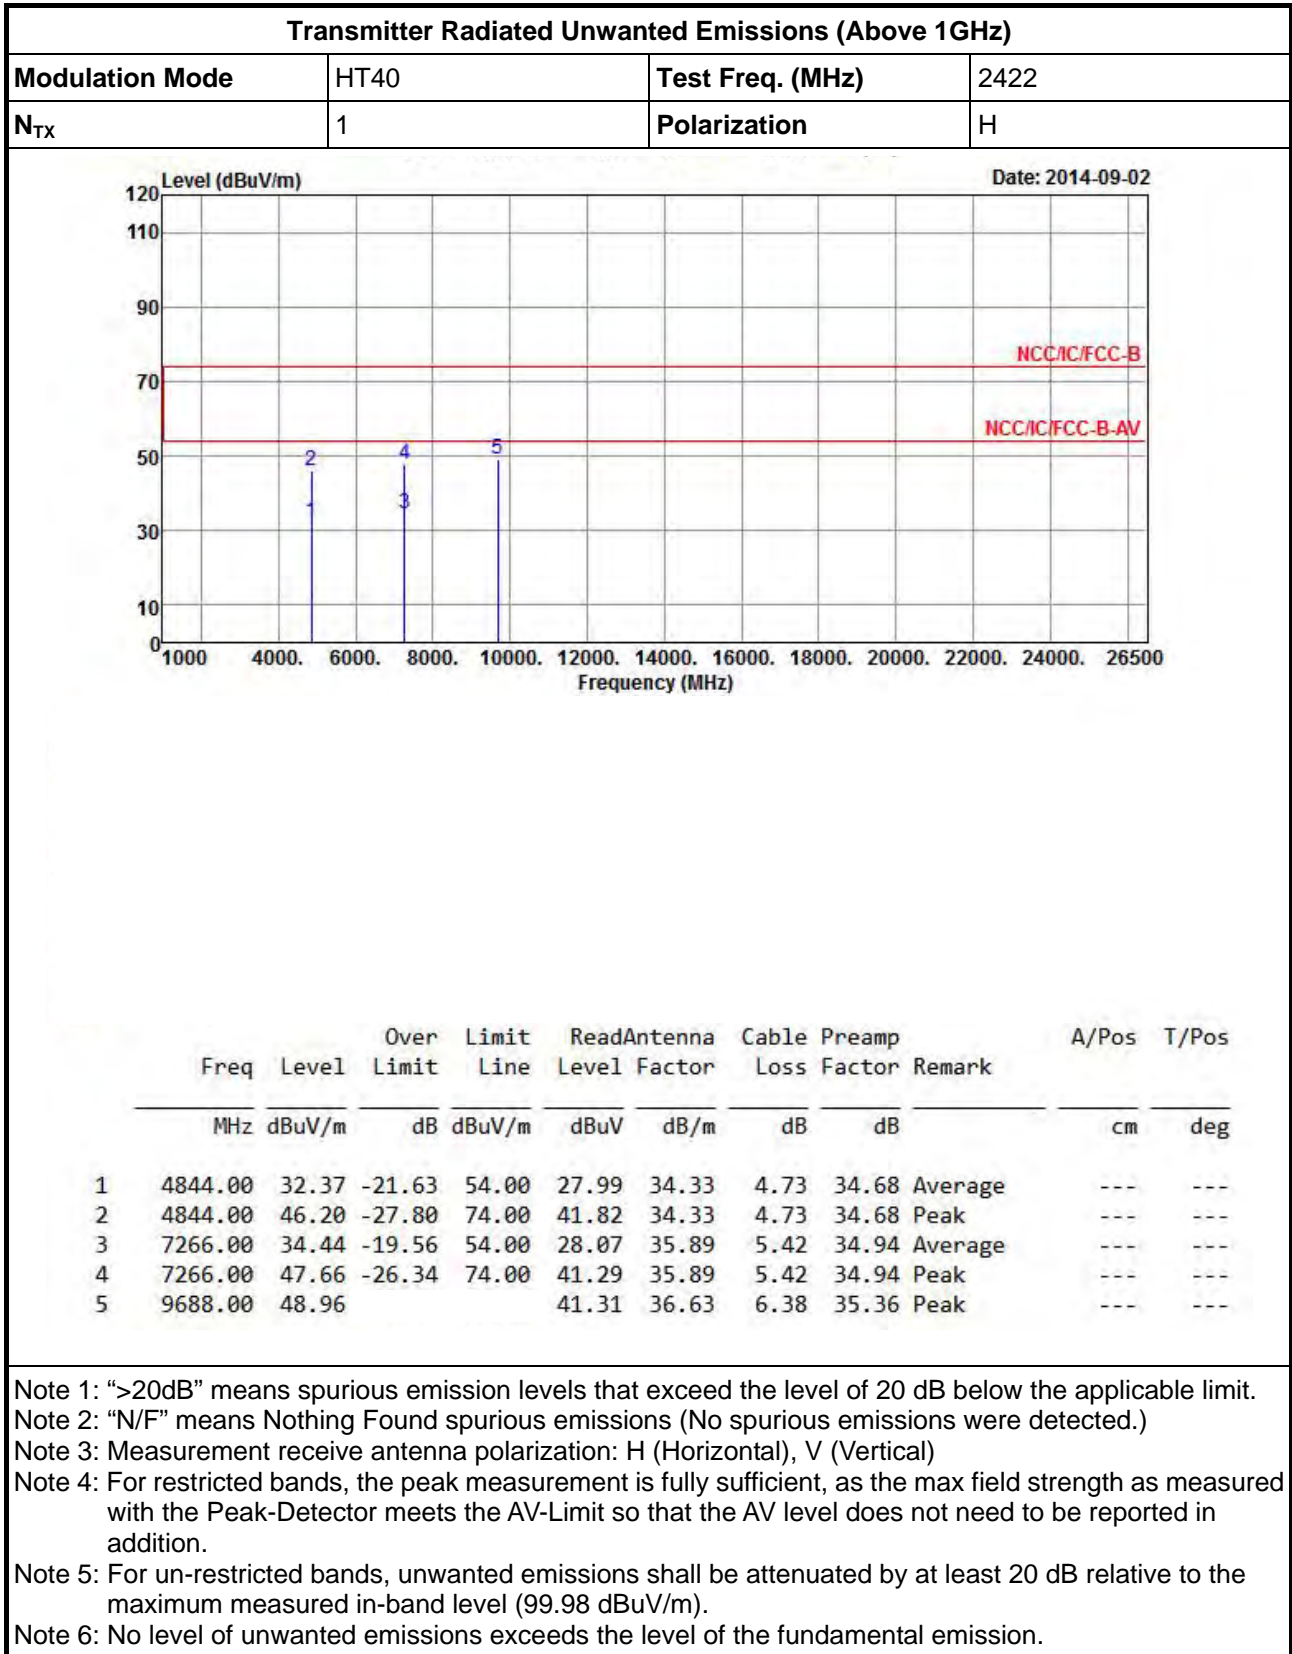 Transmitter Radiated Unwanted Emissions (Above 1GHz)
Modulation Mode HT40 Test Freq. (MHz) 2422
NTX 1 Polarization H
Level (dBuV/m) Date: 2014-09-02
120
110
90
NCC/IC/FCC-B
70
NCC/IC/FCC-B-AV
50
2 4 5
1 3
30
10
0
1000 4000. 6000. 8000. 10000. 12000. 14000. 16000. 18000. 20000. 22000. 24000. 26500
Frequency (MHz)
Over Limit ReadAntenna Cable Preamp A/Pos T/Pos
Freq Level Limit Line Level Factor Loss Factor Remark
MHz dBuV/m dB dBuV/m dBuV dB/m dB dB cm deg
1 4844.00 32.37 -21.63 54.00 27.99 34.33 4.73 34.68 Average --- ---
2 4844.00 46.20 -27.80 74.00 41.82 34.33 4.73 34.68 Peak --- ---
3 7266.00 34.44 -19.56 54.00 28.07 35.89 5.42 34.94 Average --- ---
4 7266.00 47.66 -26.34 74.00 41.29 35.89 5.42 34.94 Peak --- ---
5 9688.00 48.96 41.31 36.63 6.38 35.36 Peak --- ---
Note 1: “>20dB” means spurious emission levels that exceed the level of 20 dB below the applicable limit.
Note 2: “N/F” means Nothing Found spurious emissions (No spurious emissions were detected.)
Note 3: Measurement receive antenna polarization: H (Horizontal), V (Vertical)
Note 4: For restricted bands, the peak measurement is fully sufficient, as the max field strength as measured
with the Peak-Detector meets the AV-Limit so that the AV level does not need to be reported in
addition.
Note 5: For un-restricted bands, unwanted emissions shall be attenuated by at least 20 dB relative to the
maximum measured in-band level (99.98 dBuV/m).
Note 6: No level of unwanted emissions exceeds the level of the fundamental emission.